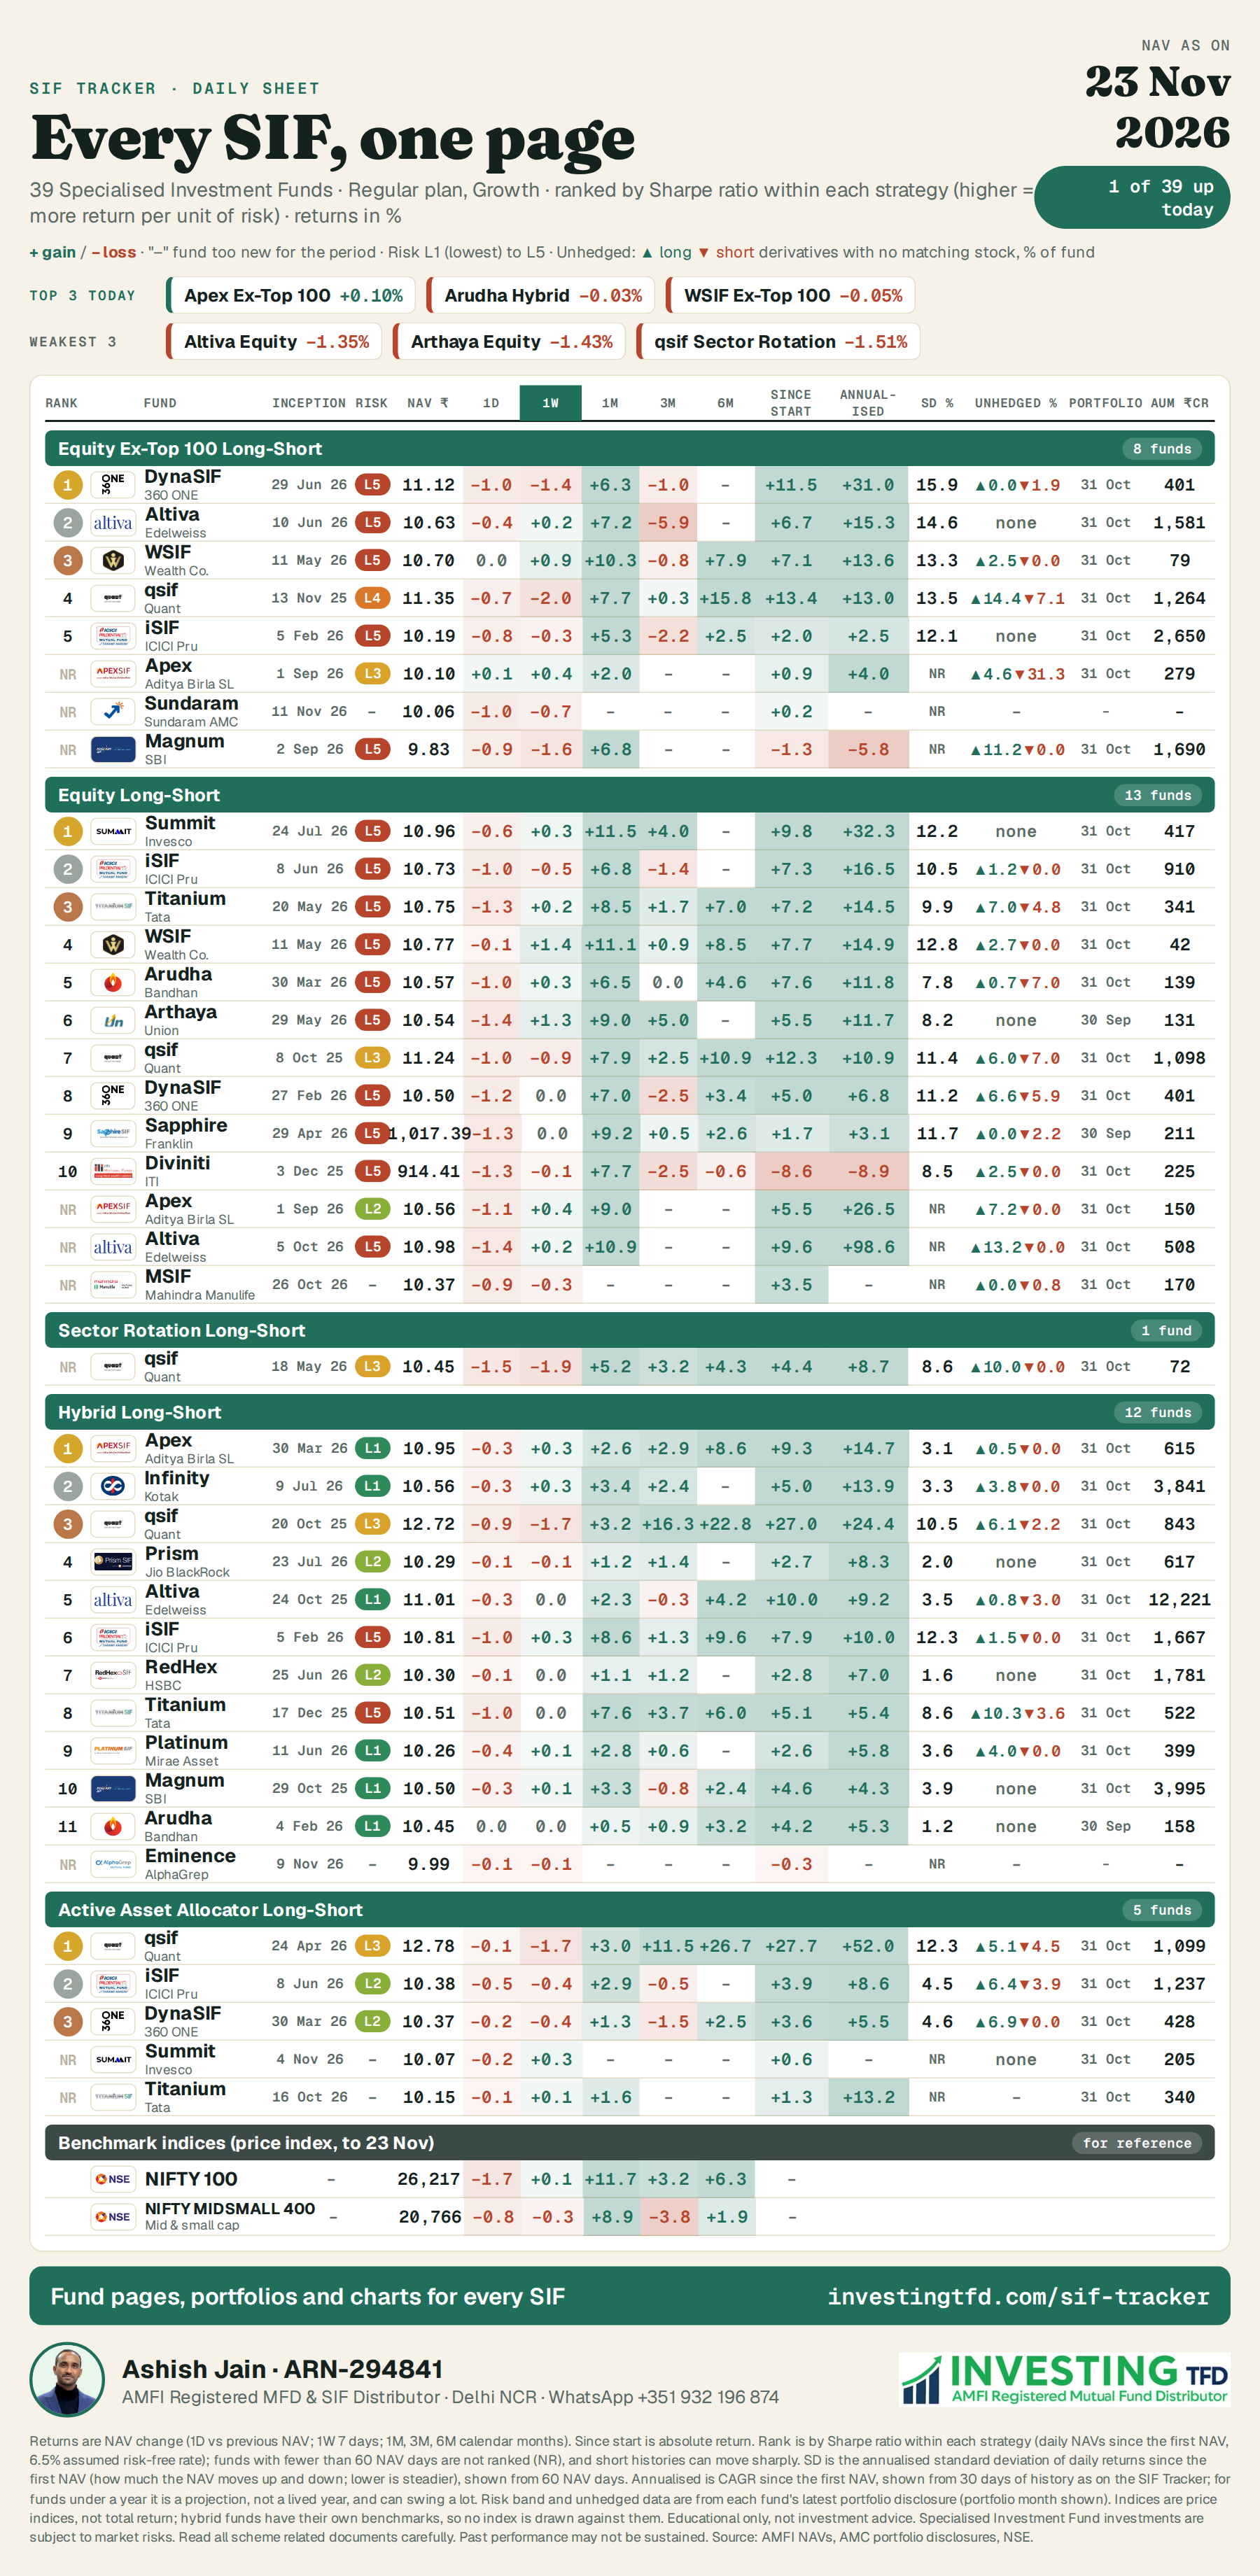 NAV AS ON
23 Nov
2026
SIF TRACKER · DAILY SHEET
Every SIF, one page
39 Specialised Investment Funds · Regular plan, Growth · ranked by Sharpe ratio within each strategy (higher =
more return per unit of risk) · returns in %
1 of 39 up
today
+ gain / −loss · "–" fund too new for the period · Risk L1 (lowest) to L5 · Unhedged: ▲ long ▼ short derivatives with no matching stock, % of fund
TOP 3 TODAY Apex Ex-Top 100 +0.10% Arudha Hybrid −0.03% WSIF Ex-Top 100 −0.05%
WEAKEST 3 Altiva Equity −1.35% Arthaya Equity −1.43% qsif Sector Rotation −1.51%
RANK FUND INCEPTION RISK NAV ₹ 1D 1W 1M 3M 6M SINCE START ANNUAL-ISED SD % UNHEDGED % PORTFOLIO AUM ₹CR
Equity Ex-Top 100 Long-Short 8 funds
1 360 ONE DynaSIF 29 Jun 26 L5 11.12 −1.0 −1.4 +6.3 −1.0 – +11.5 +31.0 15.9 ▲0.0▼1.9 31 Oct 401
360 ONE
2 altiva Altiva 10 Jun 26 L5 10.63 −0.4 +0.2 +7.2 −5.9 – +6.7 +15.3 14.6 none 31 Oct 1,581
Edelweiss
3 WSIF 11 May 26 L5 10.70 0.0 +0.9 +10.3 −0.8 +7.9 +7.1 +13.6 13.3 ▲2.5▼0.0 31 Oct 79
Wealth Co.
4 quant qsif 13 Nov 25 L4 11.35 −0.7 −2.0 +7.7 +0.3 +15.8 +13.4 +13.0 13.5 ▲14.4▼7.1 31 Oct 1,264
Quant
5 iSIF 5 Feb 26 L5 10.19 −0.8 −0.3 +5.3 −2.2 +2.5 +2.0 +2.5 12.1 none 31 Oct 2,650
ICICI Pru
NR APEXSIF Apex 1 Sep 26 L3 10.10 +0.1 +0.4 +2.0 – – +0.9 +4.0 NR ▲4.6▼31.3 31 Oct 279
Aditya Birla SL
NR Sundaram 11 Nov 26 – 10.06 −1.0 −0.7 – – – +0.2 – NR – – –
Sundaram AMC
NR Magnum 2 Sep 26 L5 9.83 −0.9 −1.6 +6.8 – – −1.3 −5.8 NR ▲11.2▼0.0 31 Oct 1,690
SBI
Equity Long-Short 13 funds
1 SUMMIT Summit 24 Jul 26 L5 10.96 −0.6 +0.3 +11.5 +4.0 – +9.8 +32.3 12.2 none 31 Oct 417
Invesco
2 iSIF 8 Jun 26 L5 10.73 −1.0 −0.5 +6.8 −1.4 – +7.3 +16.5 10.5 ▲1.2▼0.0 31 Oct 910
ICICI Pru
3 TITANIUM SIF Titanium 20 May 26 L5 10.75 −1.3 +0.2 +8.5 +1.7 +7.0 +7.2 +14.5 9.9 ▲7.0▼4.8 31 Oct 341
Tata
4 WSIF 11 May 26 L5 10.77 −0.1 +1.4 +11.1 +0.9 +8.5 +7.7 +14.9 12.8 ▲2.7▼0.0 31 Oct 42
Wealth Co.
5 Arudha 30 Mar 26 L5 10.57 −1.0 +0.3 +6.5 0.0 +4.6 +7.6 +11.8 7.8 ▲0.7▼7.0 31 Oct 139
Bandhan
6 Arthaya 29 May 26 L5 10.54 −1.4 +1.3 +9.0 +5.0 – +5.5 +11.7 8.2 none 30 Sep 131
Union
7 quant qsif 8 Oct 25 L3 11.24 −1.0 −0.9 +7.9 +2.5 +10.9 +12.3 +10.9 11.4 ▲6.0▼7.0 31 Oct 1,098
Quant
8 360 ONE DynaSIF 27 Feb 26 L5 10.50 −1.2 0.0 +7.0 −2.5 +3.4 +5.0 +6.8 11.2 ▲6.6▼5.9 31 Oct 401
360 ONE
9 SapphireSIF Sapphire 29 Apr 26 L5 1,017.39 −1.3 0.0 +9.2 +0.5 +2.6 +1.7 +3.1 11.7 ▲0.0▼2.2 30 Sep 211
Franklin
10 Diviniti 3 Dec 25 L5 914.41 −1.3 −0.1 +7.7 −2.5 −0.6 −8.6 −8.9 8.5 ▲2.5▼0.0 31 Oct 225
ITI
NR APEXSIF Apex 1 Sep 26 L2 10.56 −1.1 +0.4 +9.0 – – +5.5 +26.5 NR ▲7.2▼0.0 31 Oct 150
Aditya Birla SL
NR altiva Altiva 5 Oct 26 L5 10.98 −1.4 +0.2 +10.9 – – +9.6 +98.6 NR ▲13.2▼0.0 31 Oct 508
Edelweiss
NR MSIF 26 Oct 26 – 10.37 −0.9 −0.3 – – – +3.5 – NR ▲0.0▼0.8 31 Oct 170
Mahindra Manulife
Sector Rotation Long-Short 1 fund
NR quant qsif 18 May 26 L3 10.45 −1.5 −1.9 +5.2 +3.2 +4.3 +4.4 +8.7 8.6 ▲10.0▼0.0 31 Oct 72
Quant
Hybrid Long-Short 12 funds
1 APEXSIF Apex 30 Mar 26 L1 10.95 −0.3 +0.3 +2.6 +2.9 +8.6 +9.3 +14.7 3.1 ▲0.5▼0.0 31 Oct 615
Aditya Birla SL
2 Infinity 9 Jul 26 L1 10.56 −0.3 +0.3 +3.4 +2.4 – +5.0 +13.9 3.3 ▲3.8▼0.0 31 Oct 3,841
Kotak
3 quant qsif 20 Oct 25 L3 12.72 −0.9 −1.7 +3.2 +16.3 +22.8 +27.0 +24.4 10.5 ▲6.1▼2.2 31 Oct 843
Quant
4 Prism SIF Prism 23 Jul 26 L2 10.29 −0.1 −0.1 +1.2 +1.4 – +2.7 +8.3 2.0 none 31 Oct 617
Jio BlackRock
5 altiva Altiva 24 Oct 25 L1 11.01 −0.3 0.0 +2.3 −0.3 +4.2 +10.0 +9.2 3.5 ▲0.8▼3.0 31 Oct 12,221
Edelweiss
6 iSIF 5 Feb 26 L5 10.81 −1.0 +0.3 +8.6 +1.3 +9.6 +7.9 +10.0 12.3 ▲1.5▼0.0 31 Oct 1,667
ICICI Pru
7 RedHex SIF RedHex 25 Jun 26 L2 10.30 −0.1 0.0 +1.1 +1.2 – +2.8 +7.0 1.6 none 31 Oct 1,781
HSBC
8 TITANIUM SIF Titanium 17 Dec 25 L5 10.51 −1.0 0.0 +7.6 +3.7 +6.0 +5.1 +5.4 8.6 ▲10.3▼3.6 31 Oct 522
Tata
9 PLATINUM SIF Platinum 11 Jun 26 L1 10.26 −0.4 +0.1 +2.8 +0.6 – +2.6 +5.8 3.6 ▲4.0▼0.0 31 Oct 399
Mirae Asset
10 Magnum 29 Oct 25 L1 10.50 −0.3 +0.1 +3.3 −0.8 +2.4 +4.6 +4.3 3.9 none 31 Oct 3,995
SBI
11 Arudha 4 Feb 26 L1 10.45 0.0 0.0 +0.5 +0.9 +3.2 +4.2 +5.3 1.2 none 30 Sep 158
Bandhan
NR AlphaGrep Eminence 9 Nov 26 – 9.99 −0.1 −0.1 – – – −0.3 – NR – – –
AlphaGrep
Active Asset Allocator Long-Short 5 funds
1 quant qsif 24 Apr 26 L3 12.78 −0.1 −1.7 +3.0 +11.5 +26.7 +27.7 +52.0 12.3 ▲5.1▼4.5 31 Oct 1,099
Quant
2 iSIF 8 Jun 26 L2 10.38 −0.5 −0.4 +2.9 −0.5 – +3.9 +8.6 4.5 ▲6.4▼3.9 31 Oct 1,237
ICICI Pru
3 360 ONE DynaSIF 30 Mar 26 L2 10.37 −0.2 −0.4 +1.3 −1.5 +2.5 +3.6 +5.5 4.6 ▲6.9▼0.0 31 Oct 428
360 ONE
NR SUMMIT Summit 4 Nov 26 – 10.07 −0.2 +0.3 – – – +0.6 – NR none 31 Oct 205
Invesco
NR TITANIUM SIF Titanium 16 Oct 26 – 10.15 −0.1 +0.1 +1.6 – – +1.3 +13.2 NR – 31 Oct 340
Tata
Benchmark indices (price index, to 23 Nov) for reference
NSE NIFTY 100 – 26,217 −1.7 +0.1 +11.7 +3.2 +6.3 –
NSE NIFTY MIDSMALL 400 – 20,766 −0.8 −0.3 +8.9 −3.8 +1.9 –
Mid & small cap
Fund pages, portfolios and charts for every SIF investingtfd.com/sif-tracker
Ashish Jain · ARN-294841
AMFI Registered MFD & SIF Distributor · Delhi NCR · WhatsApp +351 932 196 874
INVESTING TFD
AMFI Registered Mutual Fund Distributor
Returns are NAV change (1D vs previous NAV; 1W 7 days; 1M, 3M, 6M calendar months). Since start is absolute return. Rank is by Sharpe ratio within each strategy (daily NAVs since the first NAV,
6.5% assumed risk-free rate); funds with fewer than 60 NAV days are not ranked (NR), and short histories can move sharply. SD is the annualised standard deviation of daily returns since the
first NAV (how much the NAV moves up and down; lower is steadier), shown from 60 NAV days. Annualised is CAGR since the first NAV, shown from 30 days of history as on the SIF Tracker; for
funds under a year it is a projection, not a lived year, and can swing a lot. Risk band and unhedged data are from each fund's latest portfolio disclosure (portfolio month shown). Indices are price
indices, not total return; hybrid funds have their own benchmarks, so no index is drawn against them. Educational only, not investment advice. Specialised Investment Fund investments are
subject to market risks. Read all scheme related documents carefully. Past performance may not be sustained. Source: AMFI NAVs, AMC portfolio disclosures, NSE.